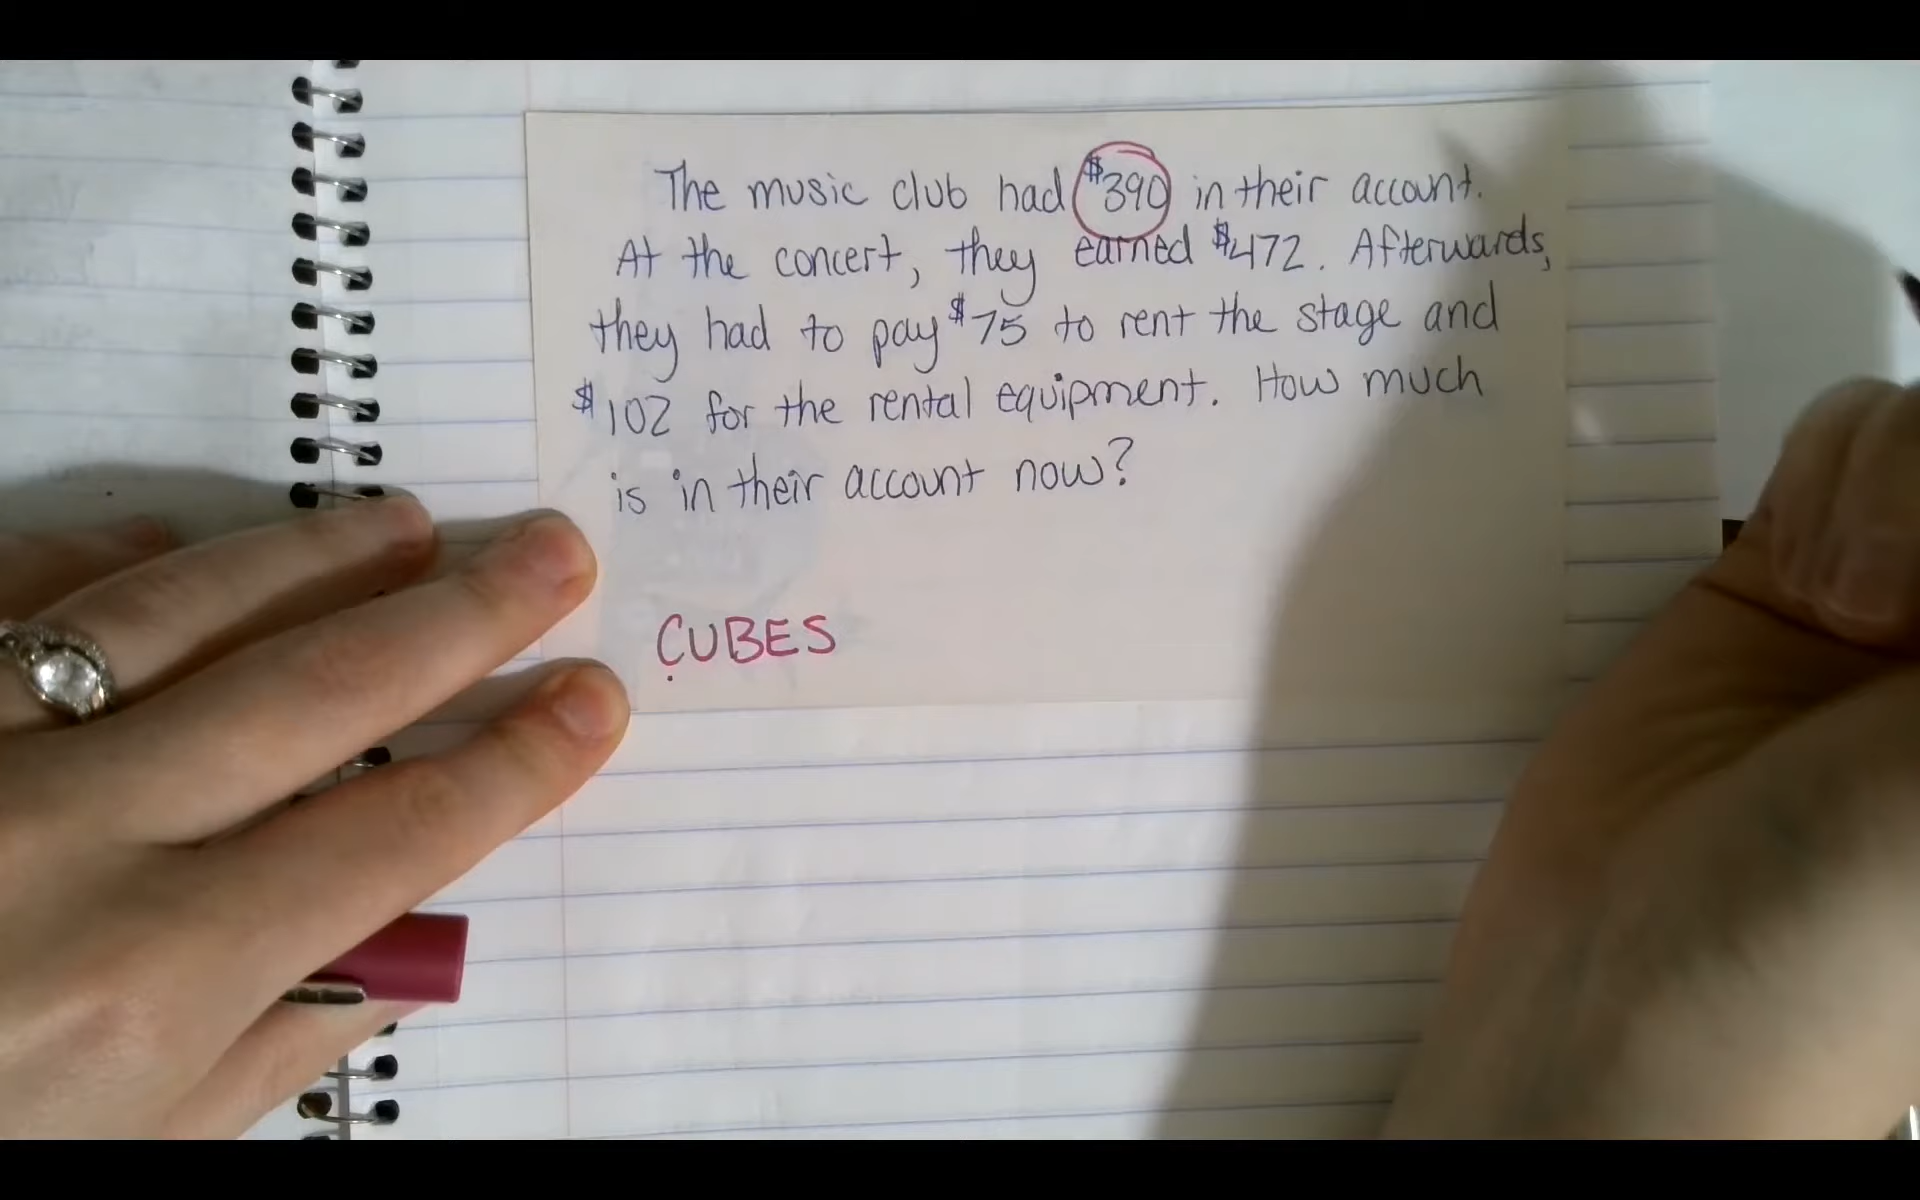 The music club had $390 in their account.
At the concert, they earned $472. Afterwards,
they had to pay $75 to rent the stage and
$102 for the rental equipment. How much
is in their account now?
CUBES